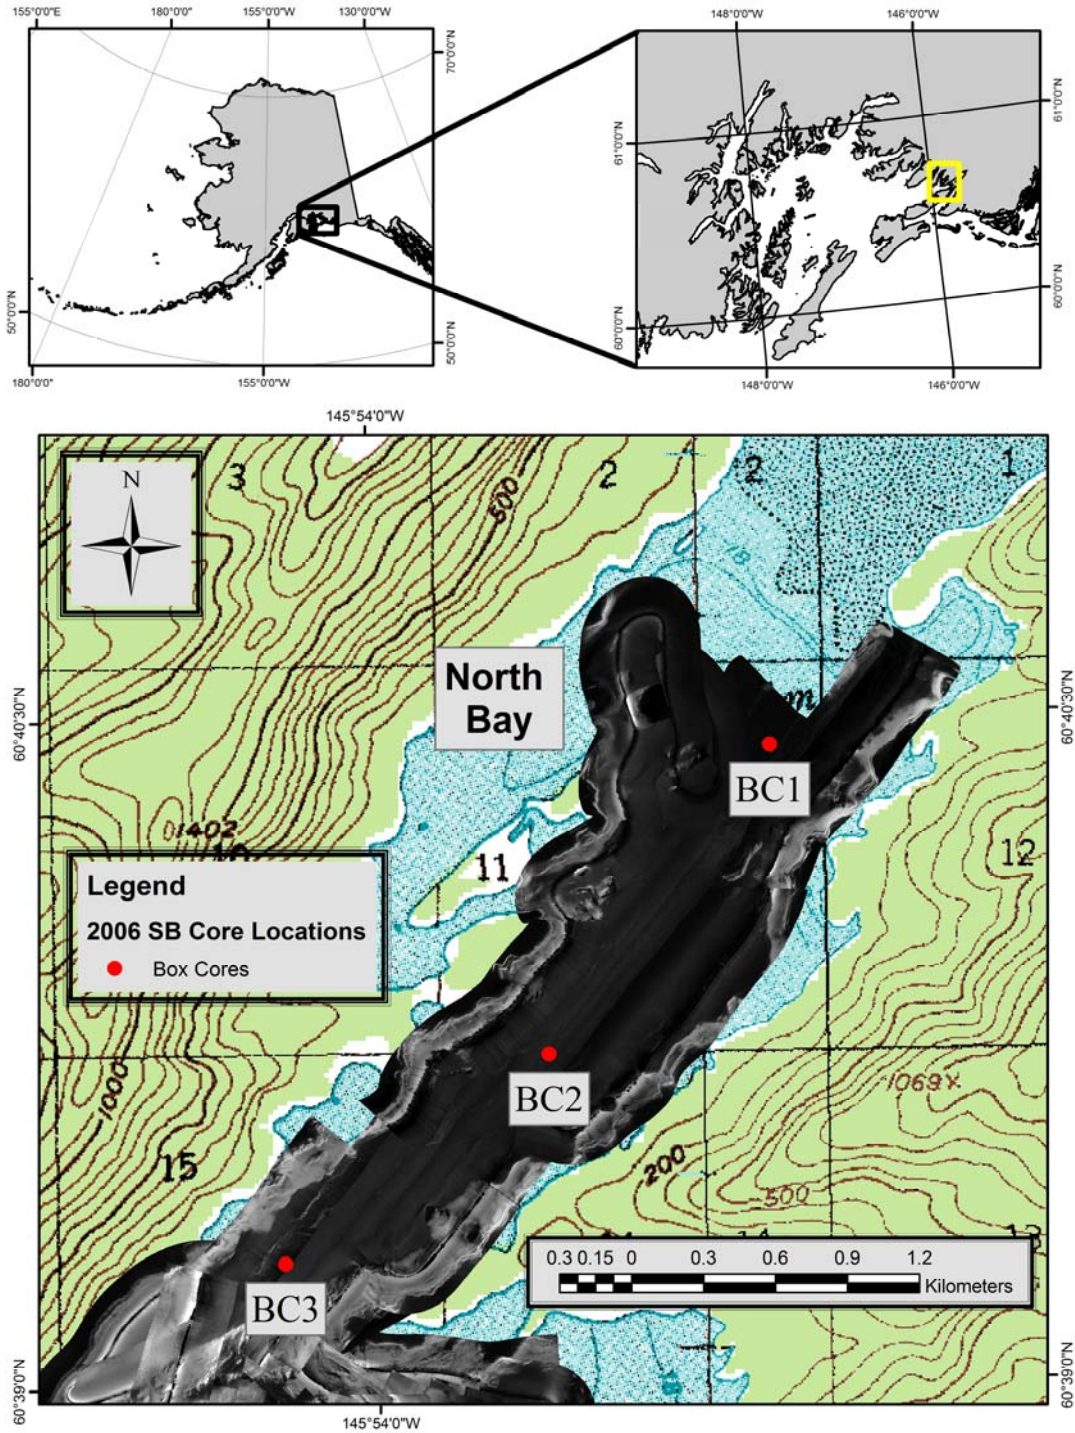 155°0'0"E
180°0'0"
155°0'0"W
130°0'0"W
70°0'0"N
50°0'0"N
50°0'0"N
180°0'0"
155°0'0"W
148°0'0"W
146°0'0"W
61°0'0"N
61°0'0"N
60°0'0"N
60°0'0"N
148°0'0"W
146°0'0"W
145°54'0"W
N
3
2
2
1
500
18
North
Bay
m
60°40'30"N
60°40'30"N
BC1
1402
11
12
Legend
2006 SB Core Locations
Box Cores
1000
BC2
1069X
15
200
500
13
0.3 0.15 0 0.3 0.6 0.9 1.2
Kilometers
BC3
60°39'0"N
60°39'0"N
145°54'0"W